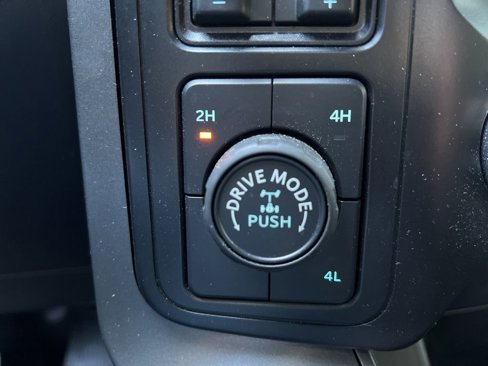 − +
2H 4H
DRIVE MODE
PUSH
4L